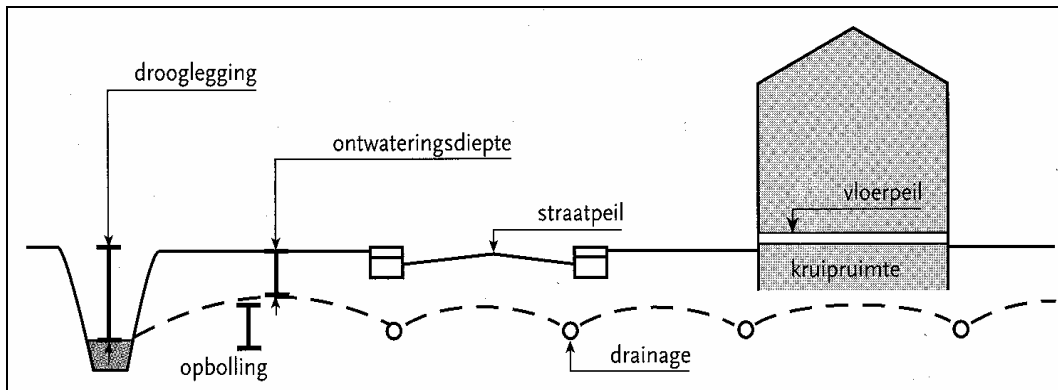 drooglegging
ontwateringsdiepte
straatpeil
vloerpeil
kruipruimte
opbolling
drainage